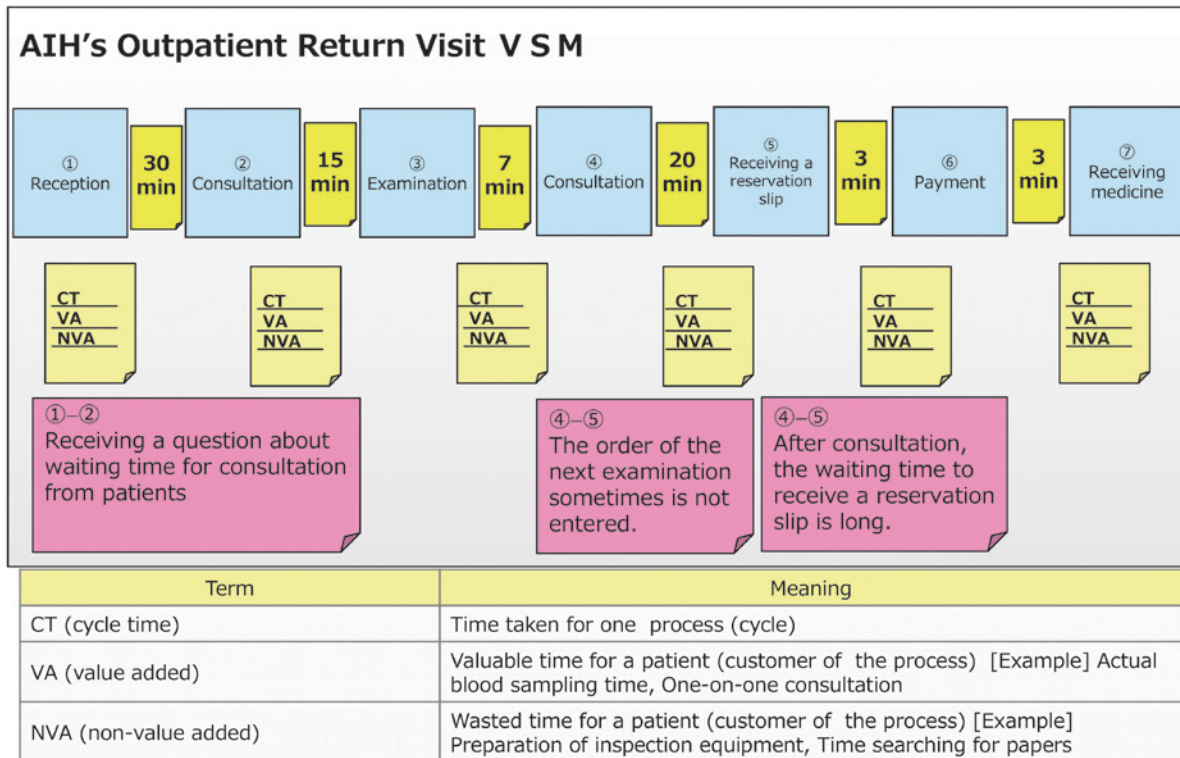 AIH's Outpatient Return Visit V S M
①
Reception
30
min
②
Consultation
15
min
③
Examination
7
min
④
Consultation
20
min
⑤
Receiving a
reservation
slip
3
min
⑥
Payment
3
min
⑦
Receiving
medicine
CT
VA
NVA
CT
VA
NVA
CT
VA
NVA
CT
VA
NVA
CT
VA
NVA
CT
VA
NVA
①–②
Receiving a question about
waiting time for consultation
from patients
④–⑤
The order of the
next examination
sometimes is not
entered.
④–⑤
After consultation,
the waiting time to
receive a reservation
slip is long.
Term
Meaning
CT (cycle time)
Time taken for one process (cycle)
VA (value added)
Valuable time for a patient (customer of the process) [Example] Actual
blood sampling time, One-on-one consultation
NVA (non-value added)
Wasted time for a patient (customer of the process) [Example]
Preparation of inspection equipment, Time searching for papers